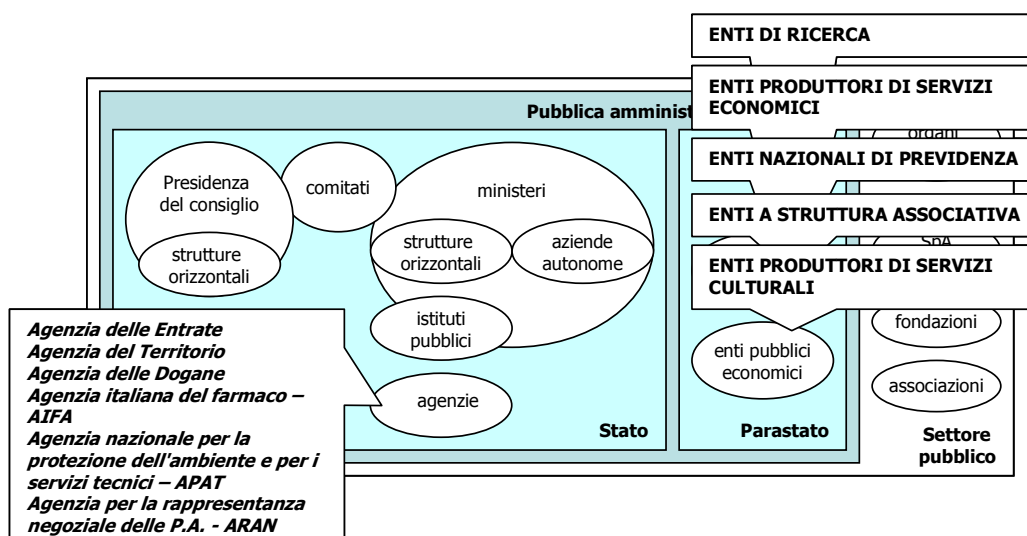 ENTI DI RICERCA
ENTI PRODUTTORI DI SERVIZI
ECONOMICI
Pubblica amminist
organi
ENTI NAZIONALI DI PREVIDENZA
Presidenza
del consiglio
comitati
ministeri
ENTI A STRUTTURA ASSOCIATIVA
strutture
orizzontali
strutture
orizzontali
aziende
autonome
SpA
ENTI PRODUTTORI DI SERVIZI
CULTURALI
istituti
pubblici
fondazioni
enti pubblici
economici
agenzie
associazioni
Stato
Parastato
Settore
pubblico
Agenzia delle Entrate
Agenzia del Territorio
Agenzia delle Dogane
Agenzia italiana del farmaco –
AIFA
Agenzia nazionale per la
protezione dell'ambiente e per i
servizi tecnici – APAT
Agenzia per la rappresentanza
negoziale delle P.A. - ARAN